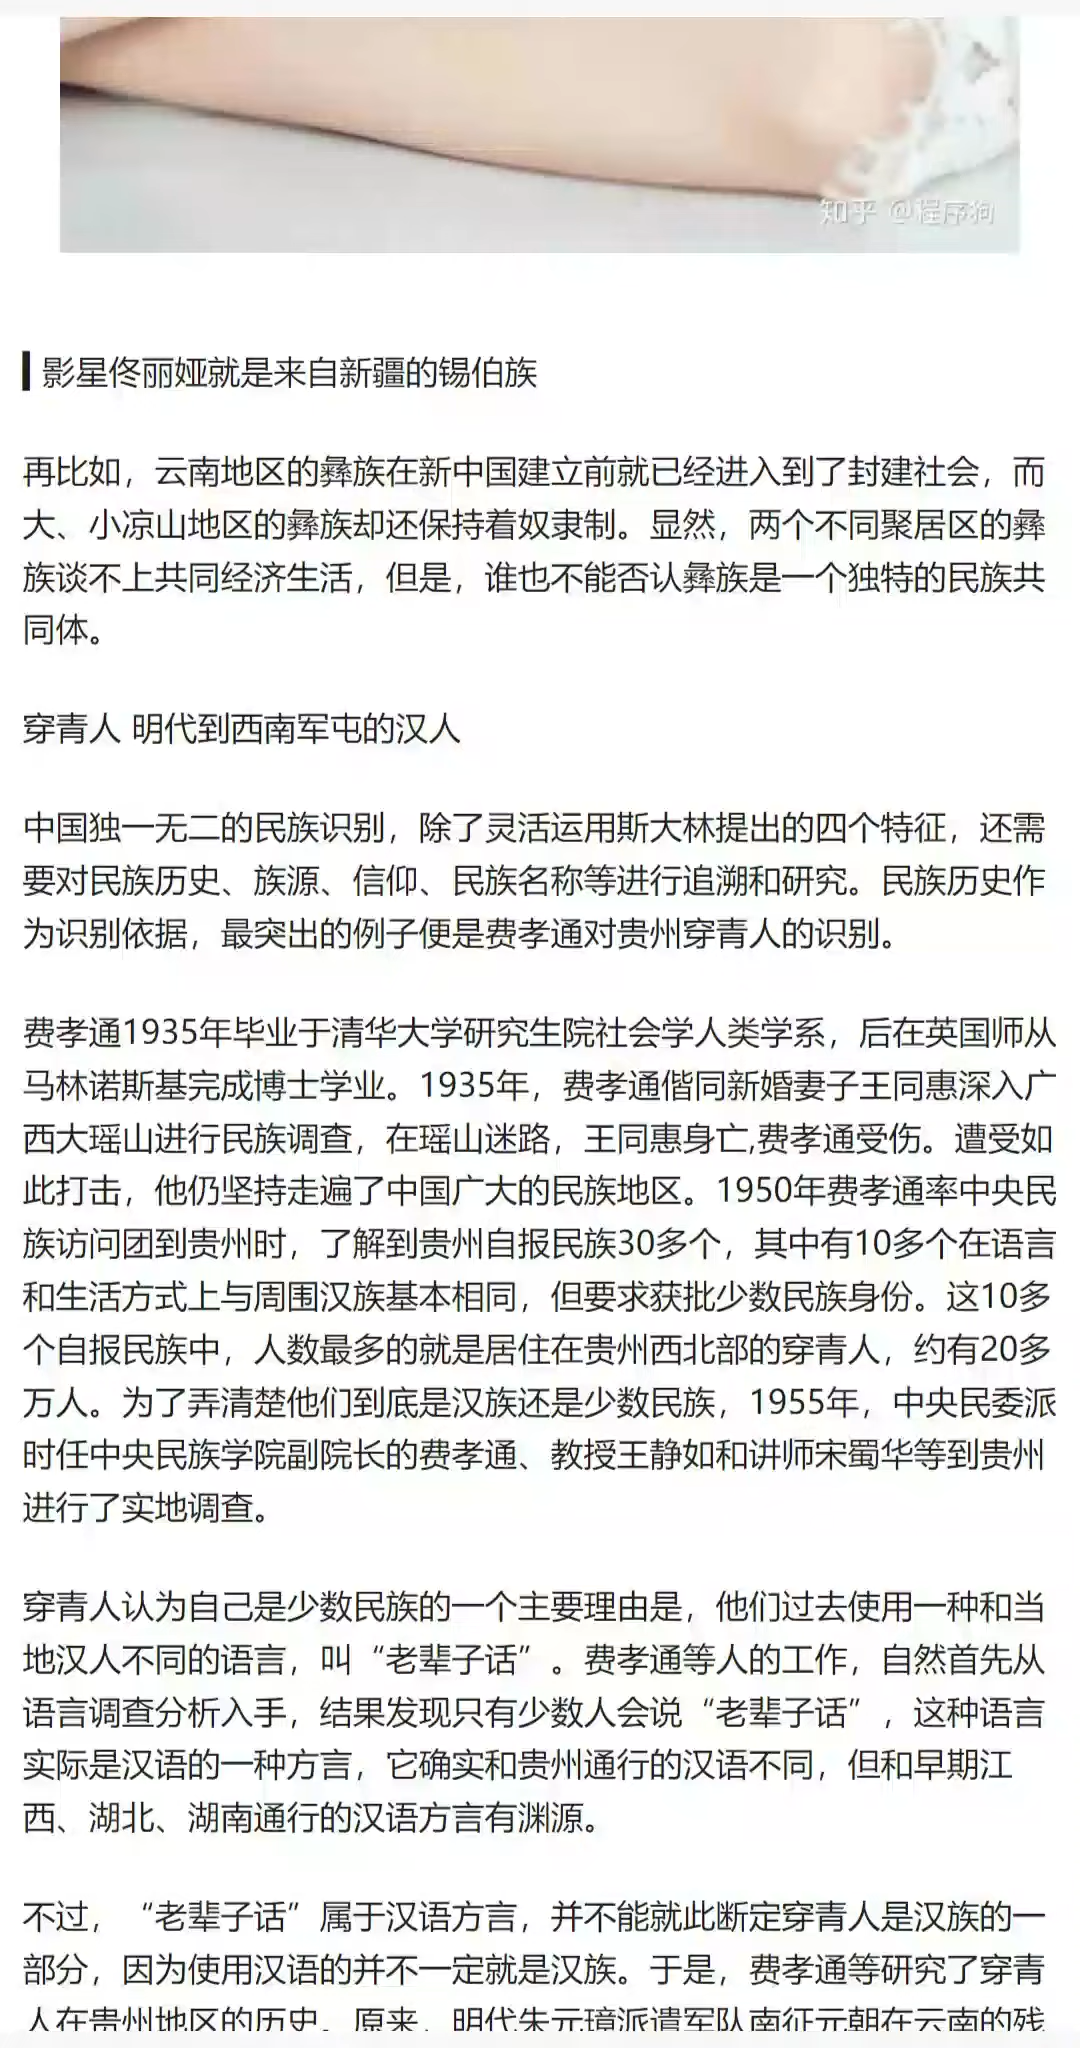 知乎 @程序狗
影星佟丽娅就是来自新疆的锡伯族
再比如，云南地区的彝族在新中国建立前就已经进入到了封建社会，而
大、小凉山地区的彝族却还保持着奴隶制。显然，两个不同聚居区的彝
族谈不上共同经济生活，但是，谁也不能否认彝族是一个独特的民族共
同体。
穿青人 明代到西南军屯的汉人
中国独一无二的民族识别，除了灵活运用斯大林提出的四个特征，还需
要对民族历史、族源、信仰、民族名称等进行追溯和研究。民族历史作
为识别依据，最突出的例子便是费孝通对贵州穿青人的识别。
费孝通1935年毕业于清华大学研究生院社会学人类学系，后在英国师从
马林诺斯基完成博士学业。1935年，费孝通偕同新婚妻子王同惠深入广
西大瑶山进行民族调查，在瑶山迷路，王同惠身亡,费孝通受伤。遭受如
此打击，他仍坚持走遍了中国广大的民族地区。1950年费孝通率中央民
族访问团到贵州时，了解到贵州自报民族30多个，其中有10多个在语言
和生活方式上与周围汉族基本相同，但要求获批少数民族身份。这10多
个自报民族中，人数最多的就是居住在贵州西北部的穿青人，约有20多
万人。为了弄清楚他们到底是汉族还是少数民族，1955年，中央民委派
时任中央民族学院副院长的费孝通、教授王静如和讲师宋蜀华等到贵州
进行了实地调查。
穿青人认为自己是少数民族的一个主要理由是，他们过去使用一种和当
地汉人不同的语言，叫“老辈子话”。费孝通等人的工作，自然首先从
语言调查分析入手，结果发现只有少数人会说“老辈子话”，这种语言
实际是汉语的一种方言，它确实和贵州通行的汉语不同，但和早期江
西、湖北、湖南通行的汉语方言有渊源。
不过，“老辈子话”属于汉语方言，并不能就此断定穿青人是汉族的一
部分，因为使用汉语的并不一定就是汉族。于是，费孝通等研究了穿青
人在贵州地区的历史。原来，明代朱元璋派遣军队南征元朝在云南的残